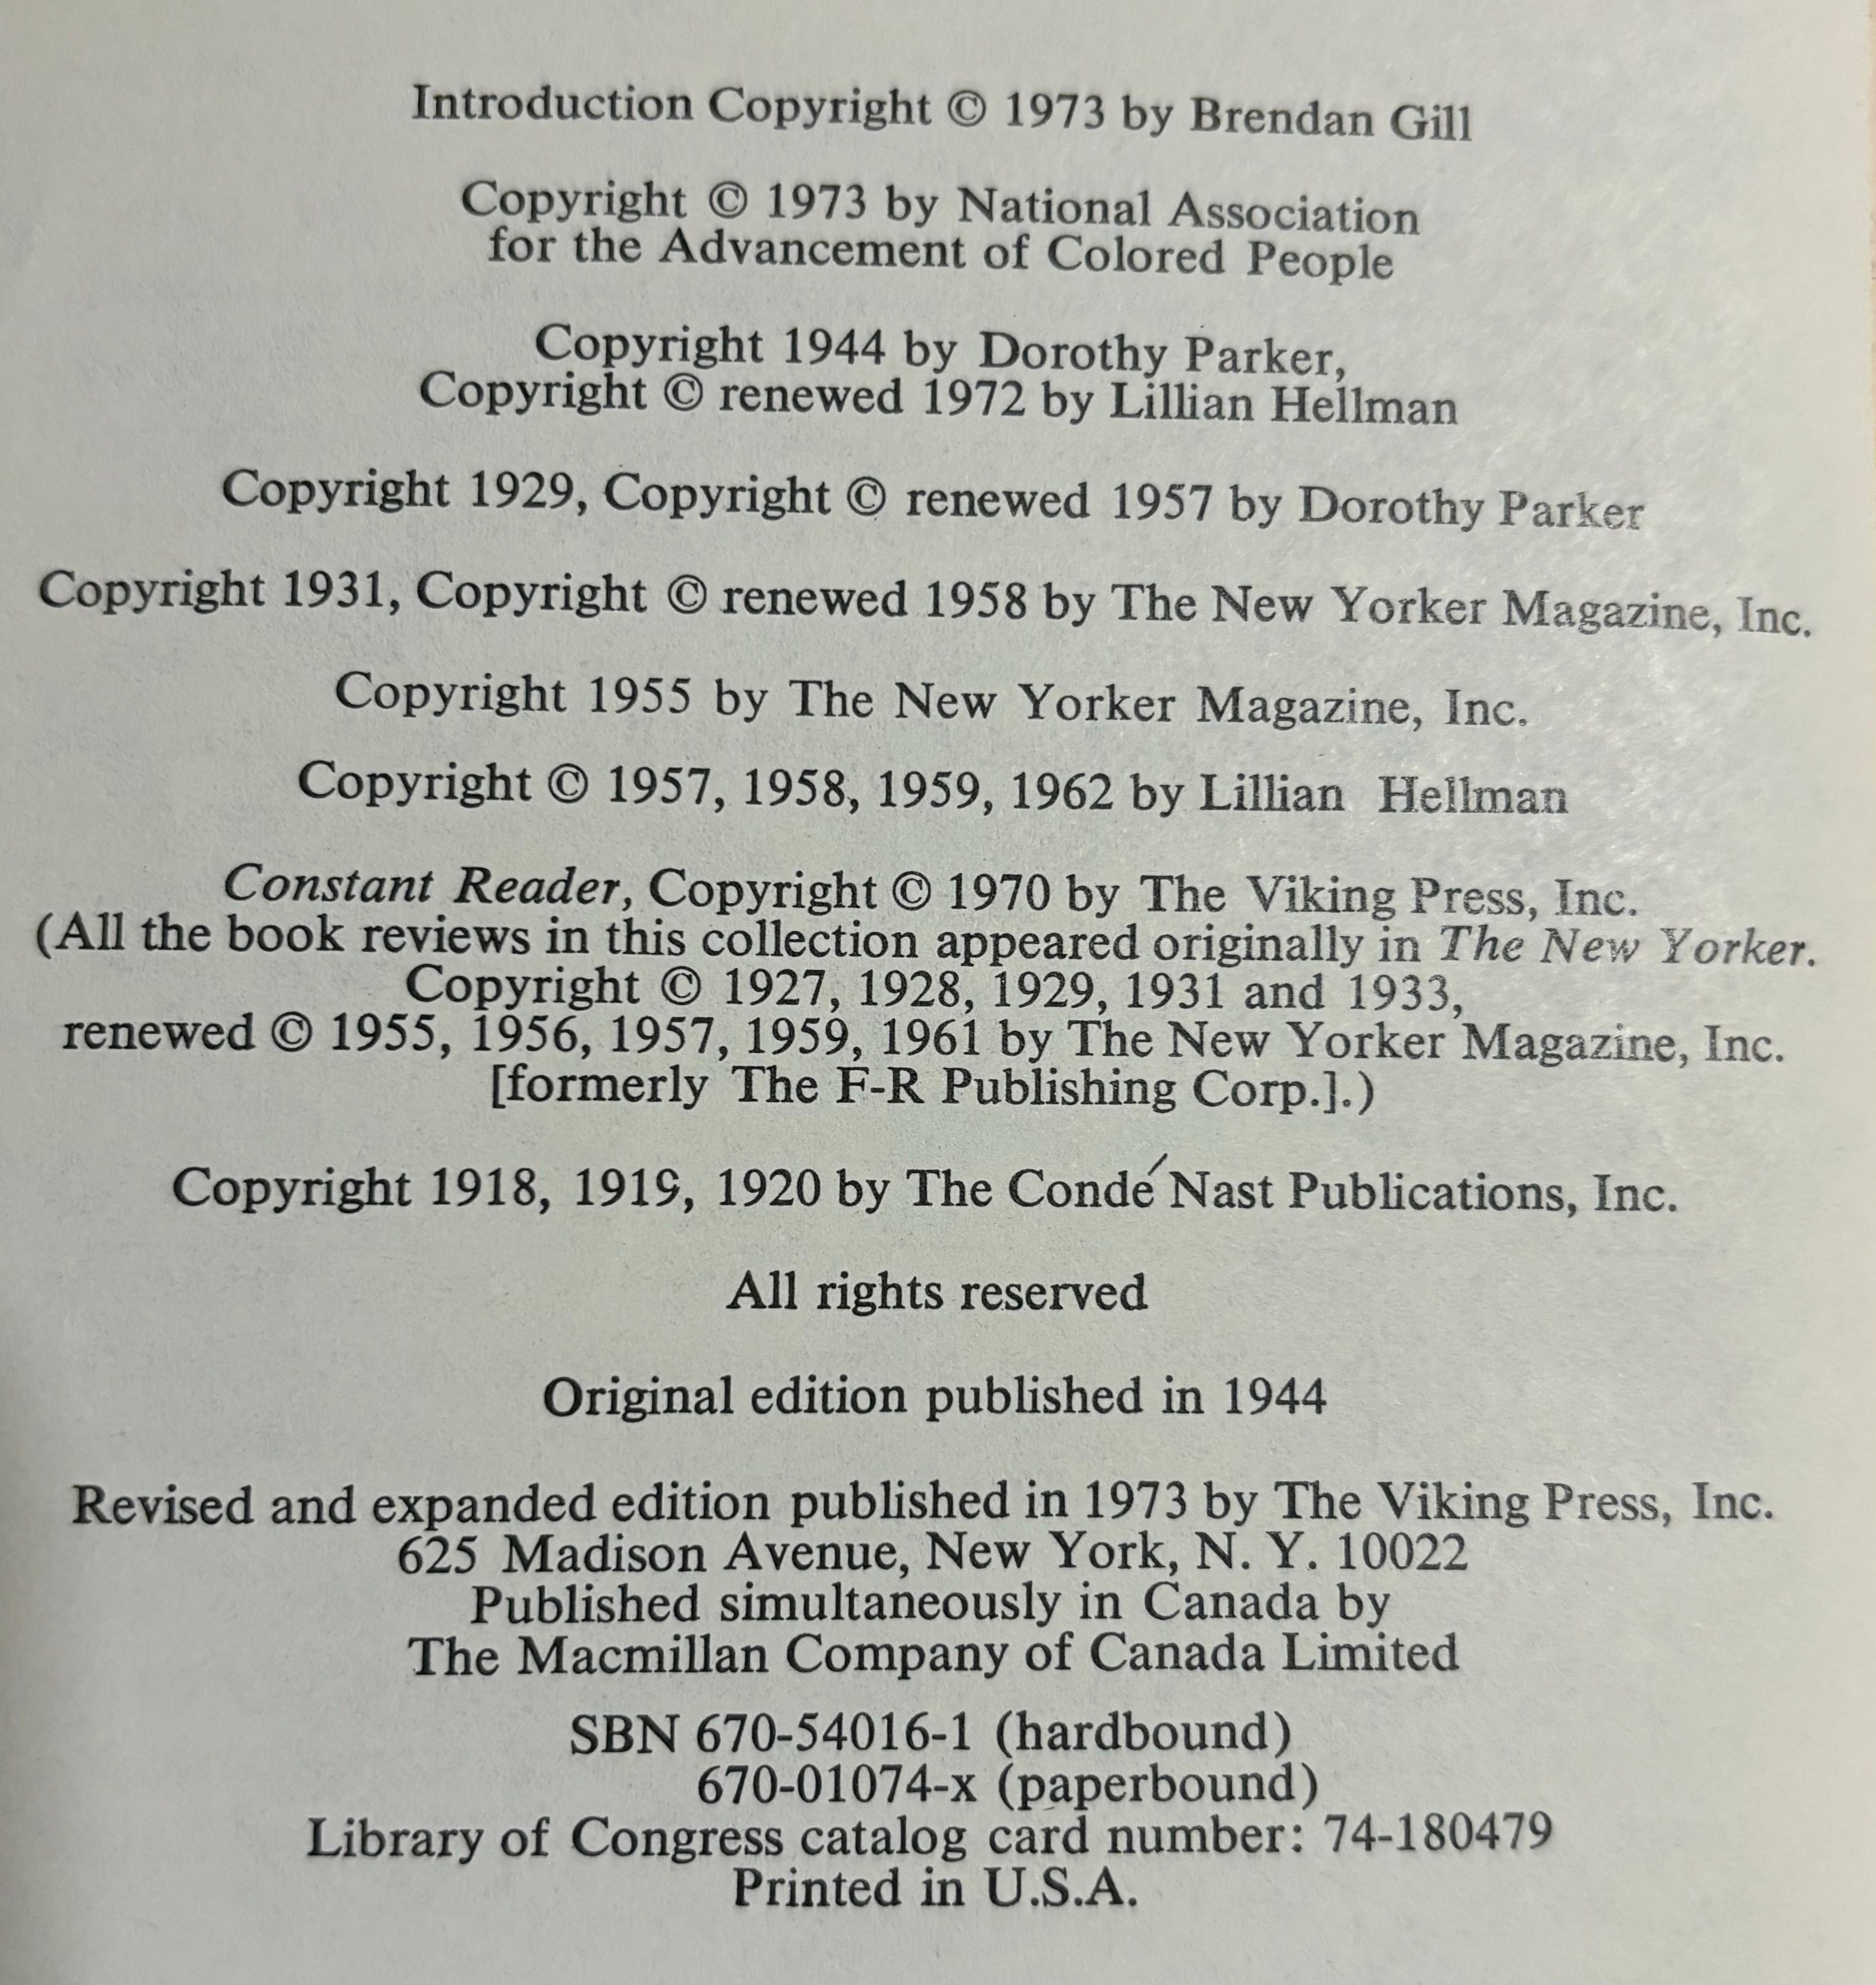 Introduction Copyright © 1973 by Brendan Gill
Copyright © 1973 by National Association
for the Advancement of Colored People
Copyright 1944 by Dorothy Parker,
Copyright © renewed 1972 by Lillian Hellman
Copyright 1929, Copyright © renewed 1957 by Dorothy Parker
Copyright 1931, Copyright © renewed 1958 by The New Yorker Magazine, Inc.
Copyright 1955 by The New Yorker Magazine, Inc.
Copyright © 1957, 1958, 1959, 1962 by Lillian Hellman
Constant Reader, Copyright © 1970 by The Viking Press, Inc.
(All the book reviews in this collection appeared originally in The New Yorker.
Copyright © 1927, 1928, 1929, 1931 and 1933,
renewed © 1955, 1956, 1957, 1959, 1961 by The New Yorker Magazine, Inc.
[formerly The F-R Publishing Corp.].)
Copyright 1918, 1919, 1920 by The Condé Nast Publications, Inc.
All rights reserved
Original edition published in 1944
Revised and expanded edition published in 1973 by The Viking Press, Inc.
625 Madison Avenue, New York, N. Y. 10022
Published simultaneously in Canada by
The Macmillan Company of Canada Limited
SBN 670-54016-1 (hardbound)
670-01074-x (paperbound)
Library of Congress catalog card number: 74-180479
Printed in U.S.A.